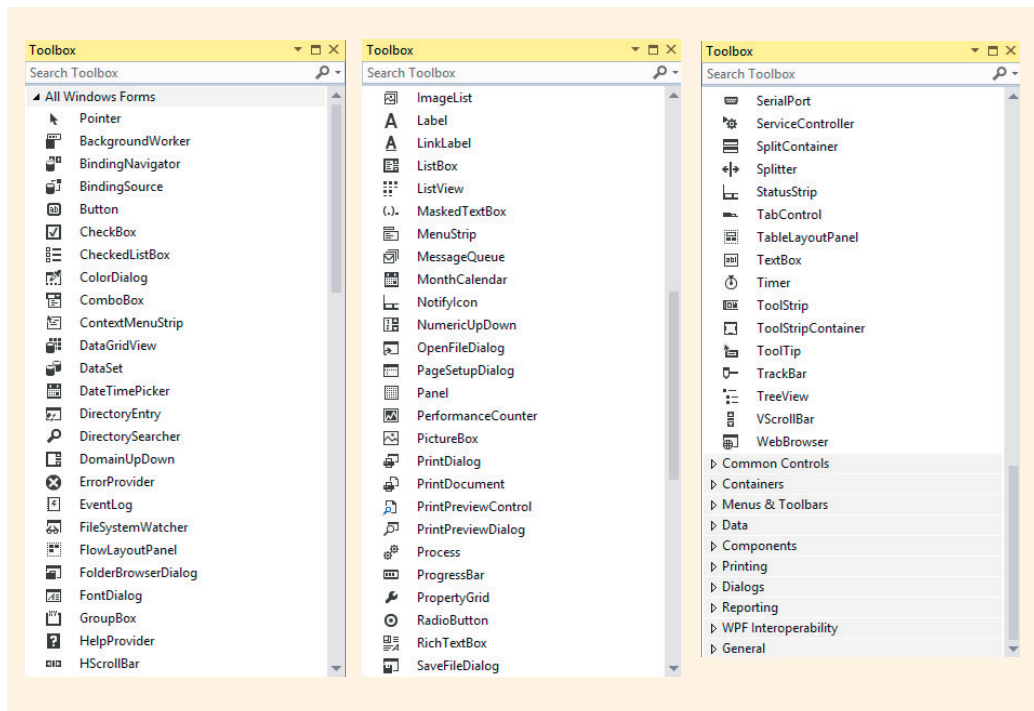 Toolbox
Search Toolbox
All Windows Forms
Pointer
BackgroundWorker
BindingNavigator
BindingSource
Button
CheckBox
CheckedListBox
ColorDialog
ComboBox
ContextMenuStrip
DataGridView
DataSet
DateTimePicker
DirectoryEntry
DirectorySearcher
DomainUpDown
ErrorProvider
EventLog
FileSystemWatcher
FlowLayoutPanel
FolderBrowserDialog
FontDialog
GroupBox
HelpProvider
HScrollBar
Toolbox
Search Toolbox
ImageList
Label
LinkLabel
ListBox
ListView
MaskedTextBox
MenuStrip
MessageQueue
MonthCalendar
NotifyIcon
NumericUpDown
OpenFileDialog
PageSetupDialog
Panel
PerformanceCounter
PictureBox
PrintDialog
PrintDocument
PrintPreviewControl
PrintPreviewDialog
Process
ProgressBar
PropertyGrid
RadioButton
RichTextBox
SaveFileDialog
Toolbox
Search Toolbox
SerialPort
ServiceController
SplitContainer
Splitter
StatusStrip
TabControl
TableLayoutPanel
TextBox
Timer
ToolStrip
ToolStripContainer
ToolTip
TrackBar
TreeView
VScrollBar
WebBrowser
Common Controls
Containers
Menus & Toolbars
Data
Components
Printing
Dialogs
Reporting
WPF Interoperability
General